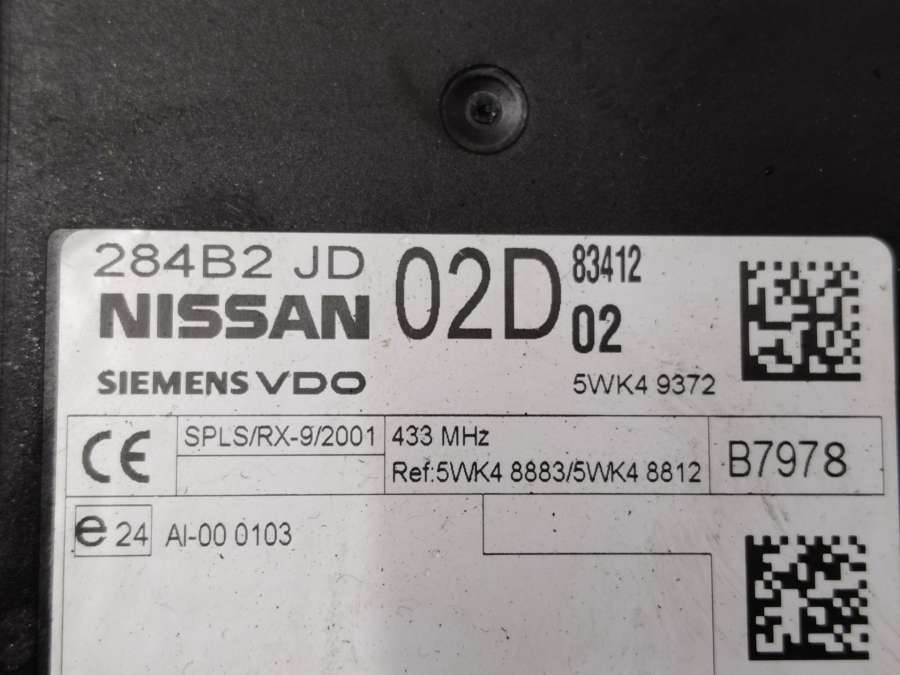 284B2 JD 02D 83412
NISSAN 02
SIEMENS VDO 5WK4 9372
CE SPLS/RX-9/2001 433 MHz B7978
Ref:5WK4 8883/5WK4 8812
e24 AI-00 0103